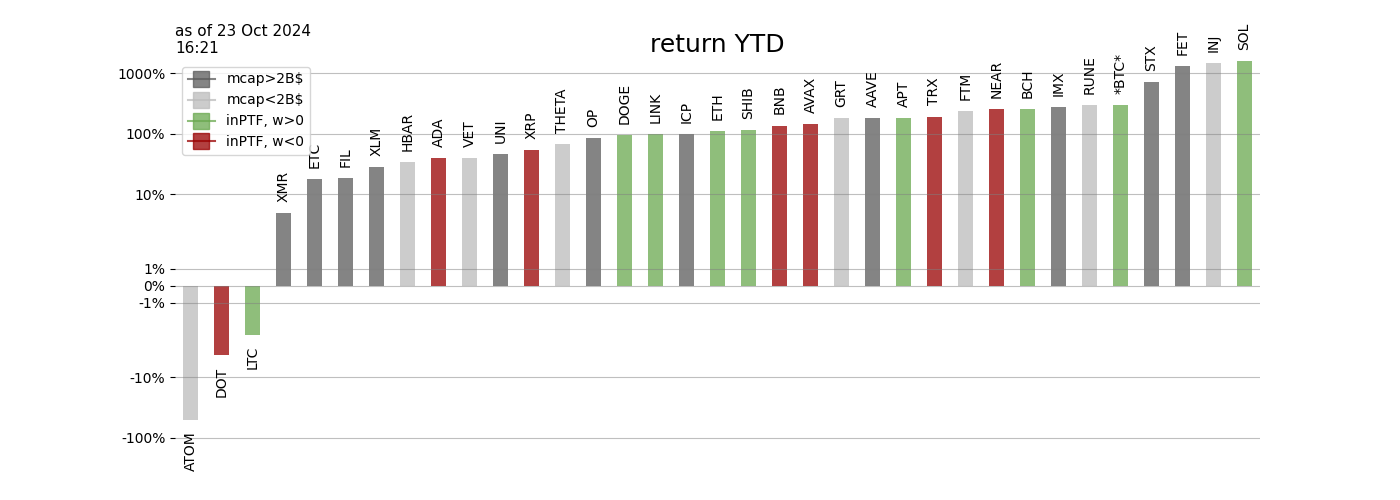 as of 23 Oct 2024
16:21
return YTD
mcap>2B$
mcap<2B$
inPTF, w>0
inPTF, w<0
1000%
100%
10%
1%
0%
-1%
-10%
-100%
ATOM
DOT
LTC
XMR
ETC
FIL
XLM
HBAR
ADA
VET
UNI
XRP
THETA
OP
DOGE
LINK
ICP
ETH
SHIB
BNB
AVAX
GRT
AAVE
APT
TRX
FTM
NEAR
BCH
IMX
RUNE
*BTC*
STX
FET
INJ
SOL